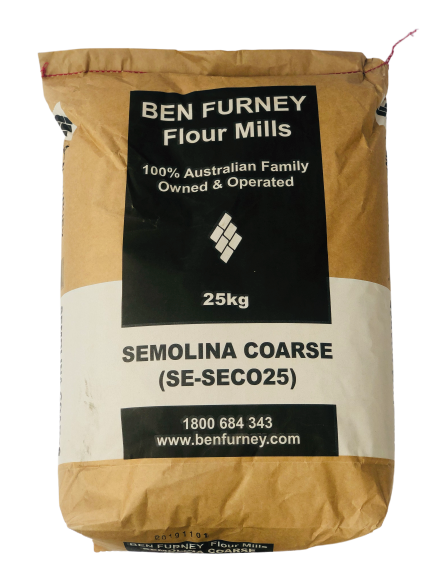 BEN FURNEY
Flour Mills
100% Australian Family
Owned & Operated
25kg
SEMOLINA COARSE
(SE-SECO25)
1800 684 343
www.benfurney.com
BEN FURNEY Flour Mills
SEMOLINA COARSE